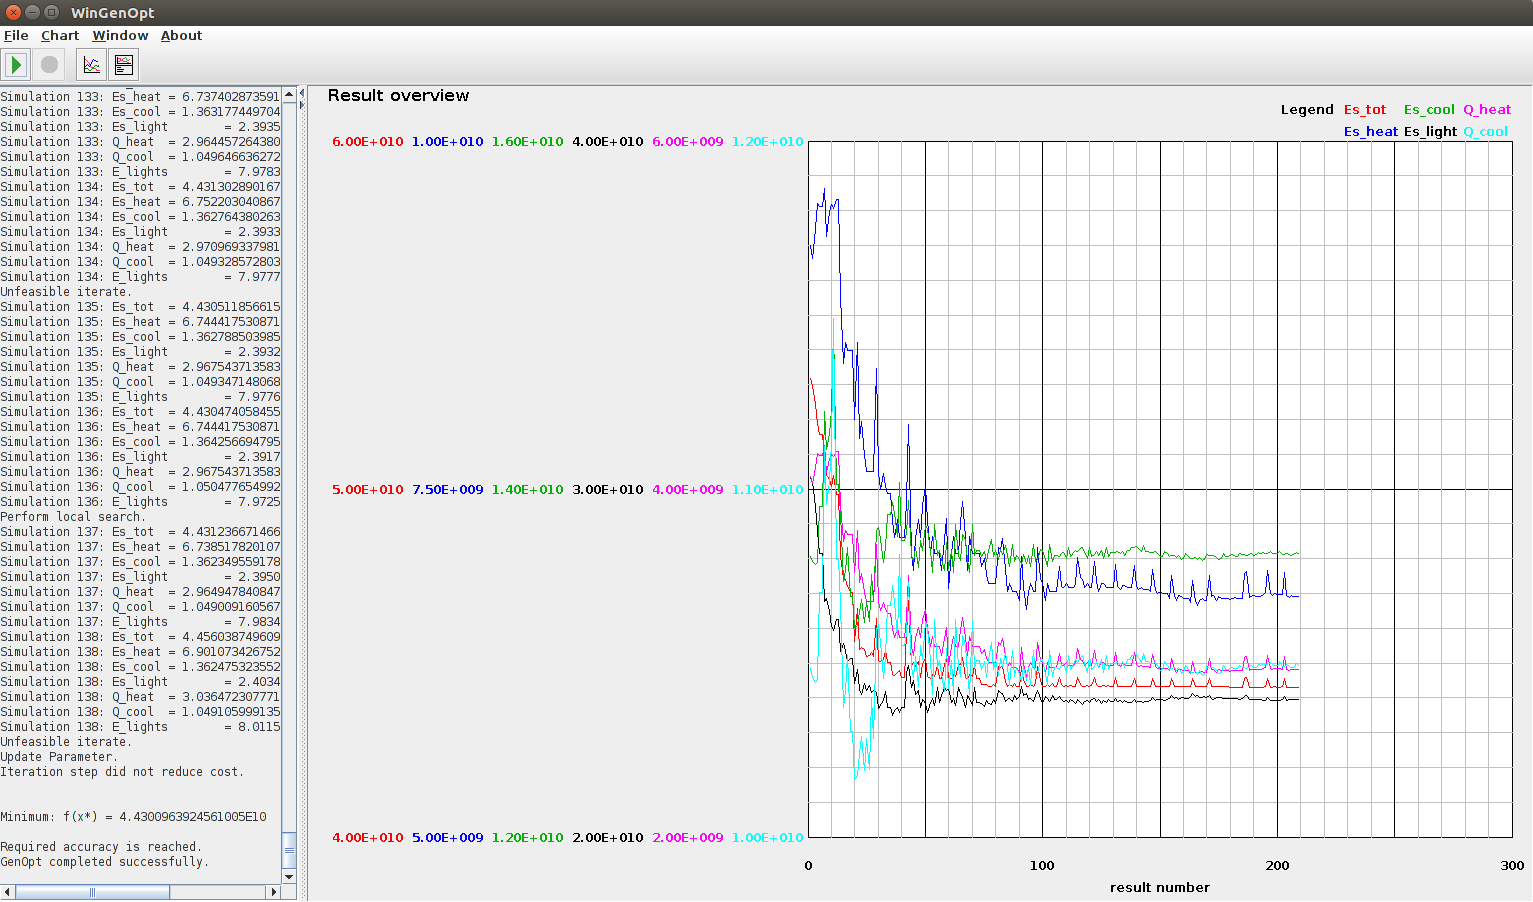 WinGenOpt
File Chart Window About
Simulation 133: Es_heat = 6.737402873591
Simulation 133: Es_cool = 1.363177449704
Simulation 133: Es_light = 2.3935
Simulation 133: Q_heat = 2.964457264380
Simulation 133: Q_cool = 1.049646636272
Simulation 133: E_lights = 7.9783
Simulation 134: Es_tot = 4.431302890167
Simulation 134: Es_heat = 6.752203040867
Simulation 134: Es_cool = 1.362764380263
Simulation 134: Es_light = 2.3933
Simulation 134: Q_heat = 2.970969337981
Simulation 134: Q_cool = 1.049328572803
Simulation 134: E_lights = 7.9777
Unfeasible iterate.
Simulation 135: Es_tot = 4.430511856615
Simulation 135: Es_heat = 6.744417530871
Simulation 135: Es_cool = 1.362788503985
Simulation 135: Es_light = 2.3932
Simulation 135: Q_heat = 2.967543713583
Simulation 135: Q_cool = 1.049347148068
Simulation 135: E_lights = 7.9776
Simulation 136: Es_tot = 4.430474058455
Simulation 136: Es_heat = 6.744417530871
Simulation 136: Es_cool = 1.364256694795
Simulation 136: Es_light = 2.3917
Simulation 136: Q_heat = 2.967543713583
Simulation 136: Q_cool = 1.050477654992
Simulation 136: E_lights = 7.9725
Perform local search.
Simulation 137: Es_tot = 4.431236671466
Simulation 137: Es_heat = 6.738517820107
Simulation 137: Es_cool = 1.362349559178
Simulation 137: Es_light = 2.3950
Simulation 137: Q_heat = 2.964947840847
Simulation 137: Q_cool = 1.049009160567
Simulation 137: E_lights = 7.9834
Simulation 138: Es_tot = 4.456038749609
Simulation 138: Es_heat = 6.901073426752
Simulation 138: Es_cool = 1.362475323552
Simulation 138: Es_light = 2.4034
Simulation 138: Q_heat = 3.036472307771
Simulation 138: Q_cool = 1.049105999135
Simulation 138: E_lights = 8.0115
Unfeasible iterate.
Update Parameter.
Iteration step did not reduce cost.
Minimum: f(x*) = 4.4300963924561005E10
Required accuracy is reached.
GenOpt completed successfully.
Result overview
Legend Es_tot Es_cool Q_heat
Es_heat Es_light Q_cool
6.00E+010 1.00E+010 1.60E+010 4.00E+010 6.00E+009 1.20E+010
5.00E+010 7.50E+009 1.40E+010 3.00E+010 4.00E+009 1.10E+010
4.00E+010 5.00E+009 1.20E+010 2.00E+010 2.00E+009 1.00E+010
0 100 200 300
result number